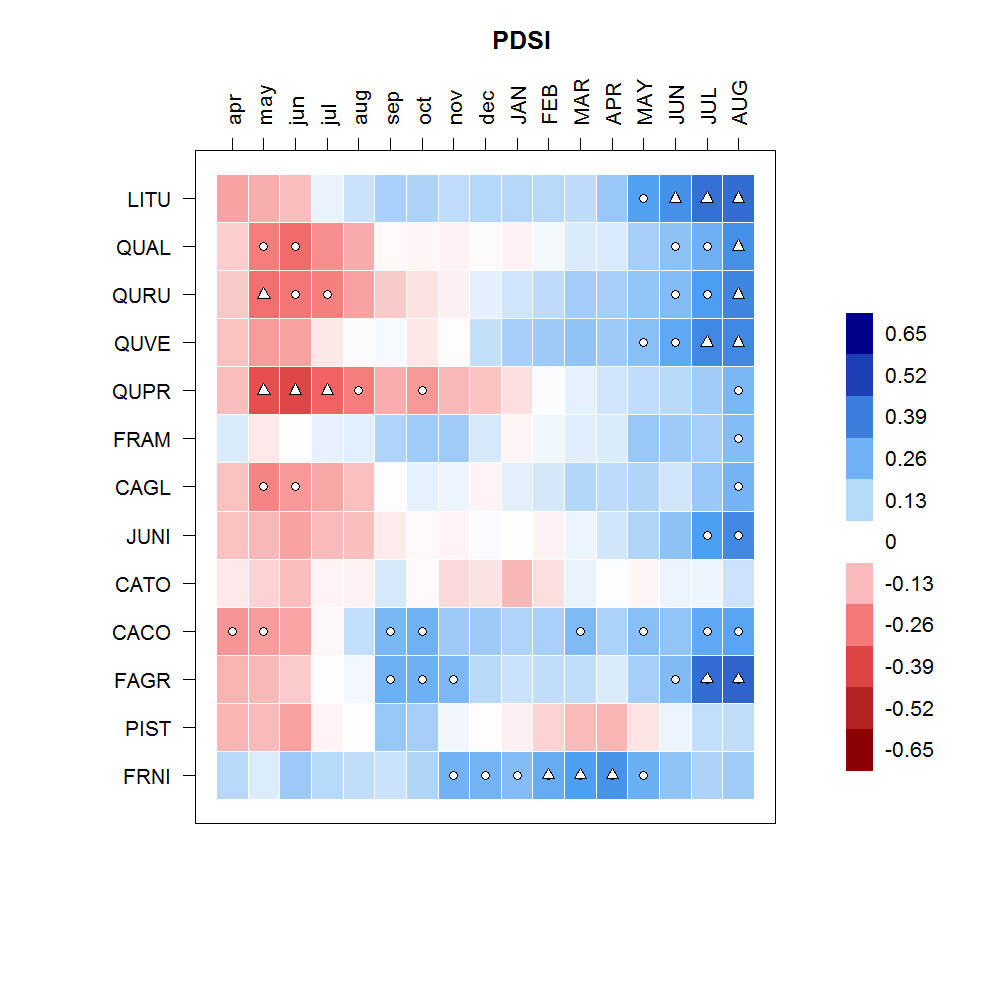 PDSI
apr may jun jul aug sep oct nov dec JAN FEB MAR APR MAY JUN JUL AUG
LITU
QUAL
QURU
QUVE
QUPR
FRAM
CAGL
JUNI
CATO
CACO
FAGR
PIST
FRNI
0.65
0.52
0.39
0.26
0.13
0
-0.13
-0.26
-0.39
-0.52
-0.65